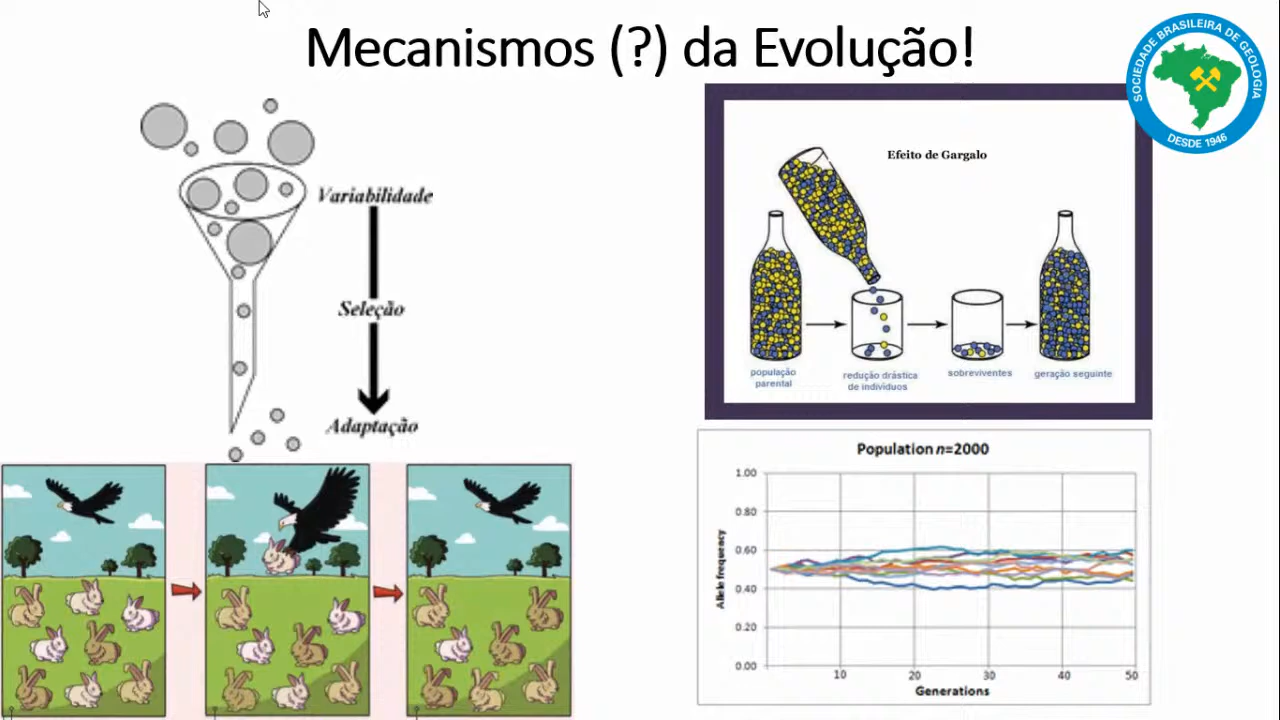 Mecanismos (?) da Evolução!
SOCIEDADE BRASILEIRA DE GEOLOGIA
DESDE 1946
Variabilidade
Seleção
Adaptação
Efeito de Gargalo
população
parental
redução drástica
de indivíduos
sobreviventes
geração seguinte
Population n=2000
Allele frequency
1.00
0.80
0.60
0.40
0.20
0.00
10
20
30
40
50
Generations